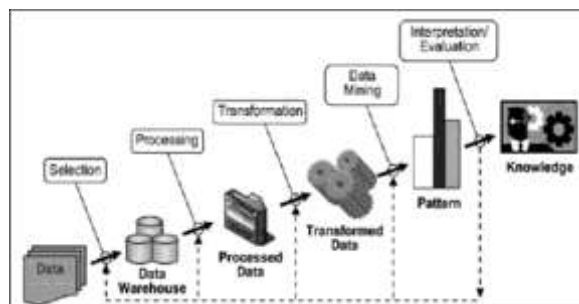 Interpretation/
Evaluation
Data
Mining
Transformation
Processing
Selection
Data
Data
Warehouse
Processed
Data
Transformed
Data
Pattern
Knowledge